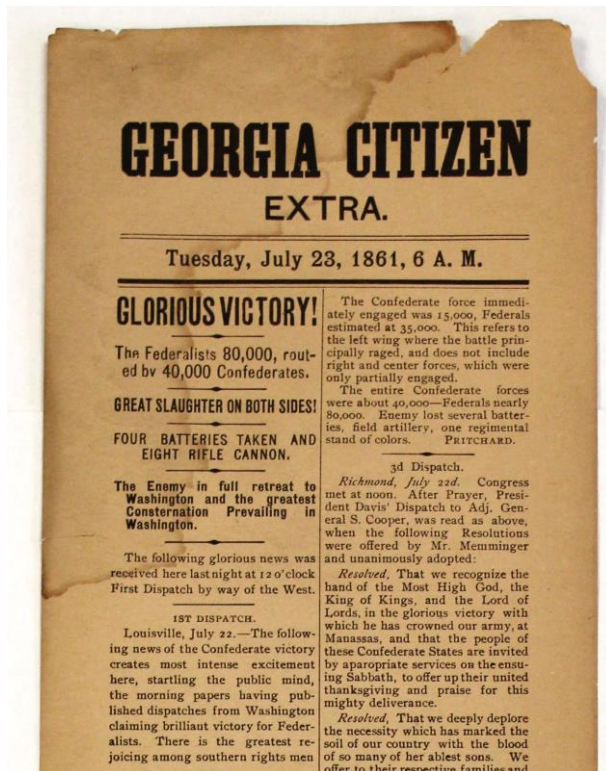 GEORGIA CITIZEN
EXTRA.
Tuesday, July 23, 1861, 6 A. M.
GLORIOUS VICTORY!
The Federalists 80,000, rout-
ed by 40,000 Confederates.
GREAT SLAUGHTER ON BOTH SIDES!
FOUR BATTERIES TAKEN AND
EIGHT RIFLE CANNON.
The Enemy in full retreat to
Washington and the greatest
Consternation Prevailing in
Washington.
The following glorious news was
received here last night at 12 o'clock
First Dispatch by way of the West.
1ST DISPATCH.
Louisville, July 22.—The follow-
ing news of the Confederate victory
creates most intense excitement
here, startling the public mind,
the morning papers having pub-
lished dispatches from Washington
claiming brilliant victory for Feder-
alists. There is the greatest re-
joicing among southern rights men
The Confederate force immedi-
ately engaged was 15,000, Federals
estimated at 35,000. This refers to
the left wing where the battle prin-
cipally raged, and does not include
right and center forces, which were
only partially engaged.
The entire Confederate forces
were about 40,000—Federals nearly
80,000. Enemy lost several batter-
ies, field artillery, one regimental
stand of colors. PRITCHARD.
3d Dispatch.
Richmond, July 22d. Congress
met at noon. After Prayer, Presi-
dent Davis' Dispatch to Adj. Gen-
eral S. Cooper, was read as above,
when the following Resolutions
were offered by Mr. Memminger
and unanimously adopted:
Resolved, That we recognize the
hand of the Most High God, the
King of Kings, and the Lord of
Lords, in the glorious victory with
which he has crowned our army, at
Manassas, and that the people of
these Confederate States are invited
by aparopriate services on the ensu-
ing Sabbath, to offer up their united
thanksgiving and praise for this
mighty deliverance.
Resolved, That we deeply deplore
the necessity which has marked the
soil of our country with the blood
of so many of her ablest sons. We
offer to their respective families and